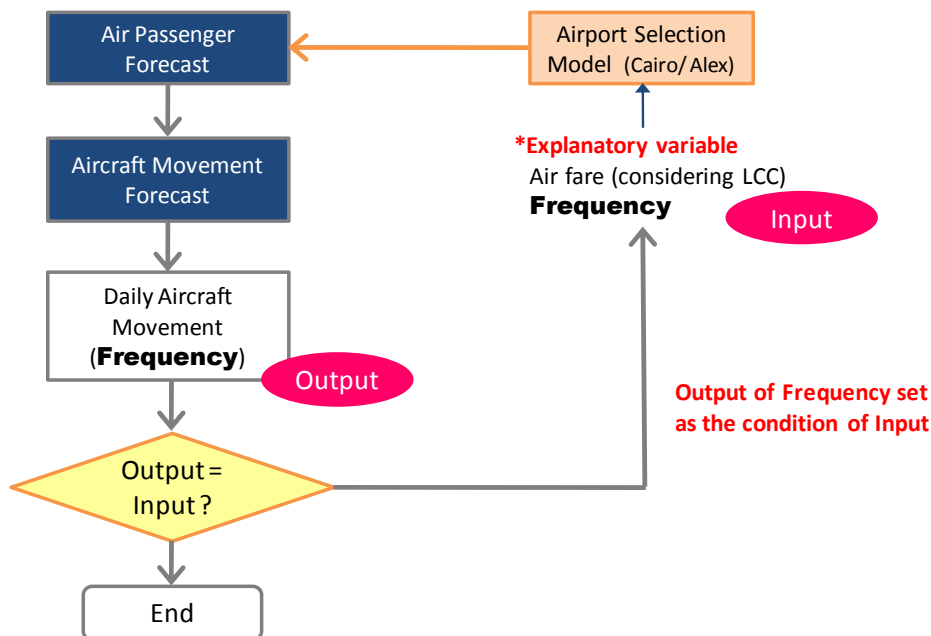 Air Passenger
Forecast
Airport Selection
Model (Cairo/ Alex)
*Explanatory variable
Air fare (considering LCC)
Frequency
Input
Aircraft Movement
Forecast
Daily Aircraft
Movement
(Frequency)
Output
Output of Frequency set
as the condition of Input
Output =
Input ?
End